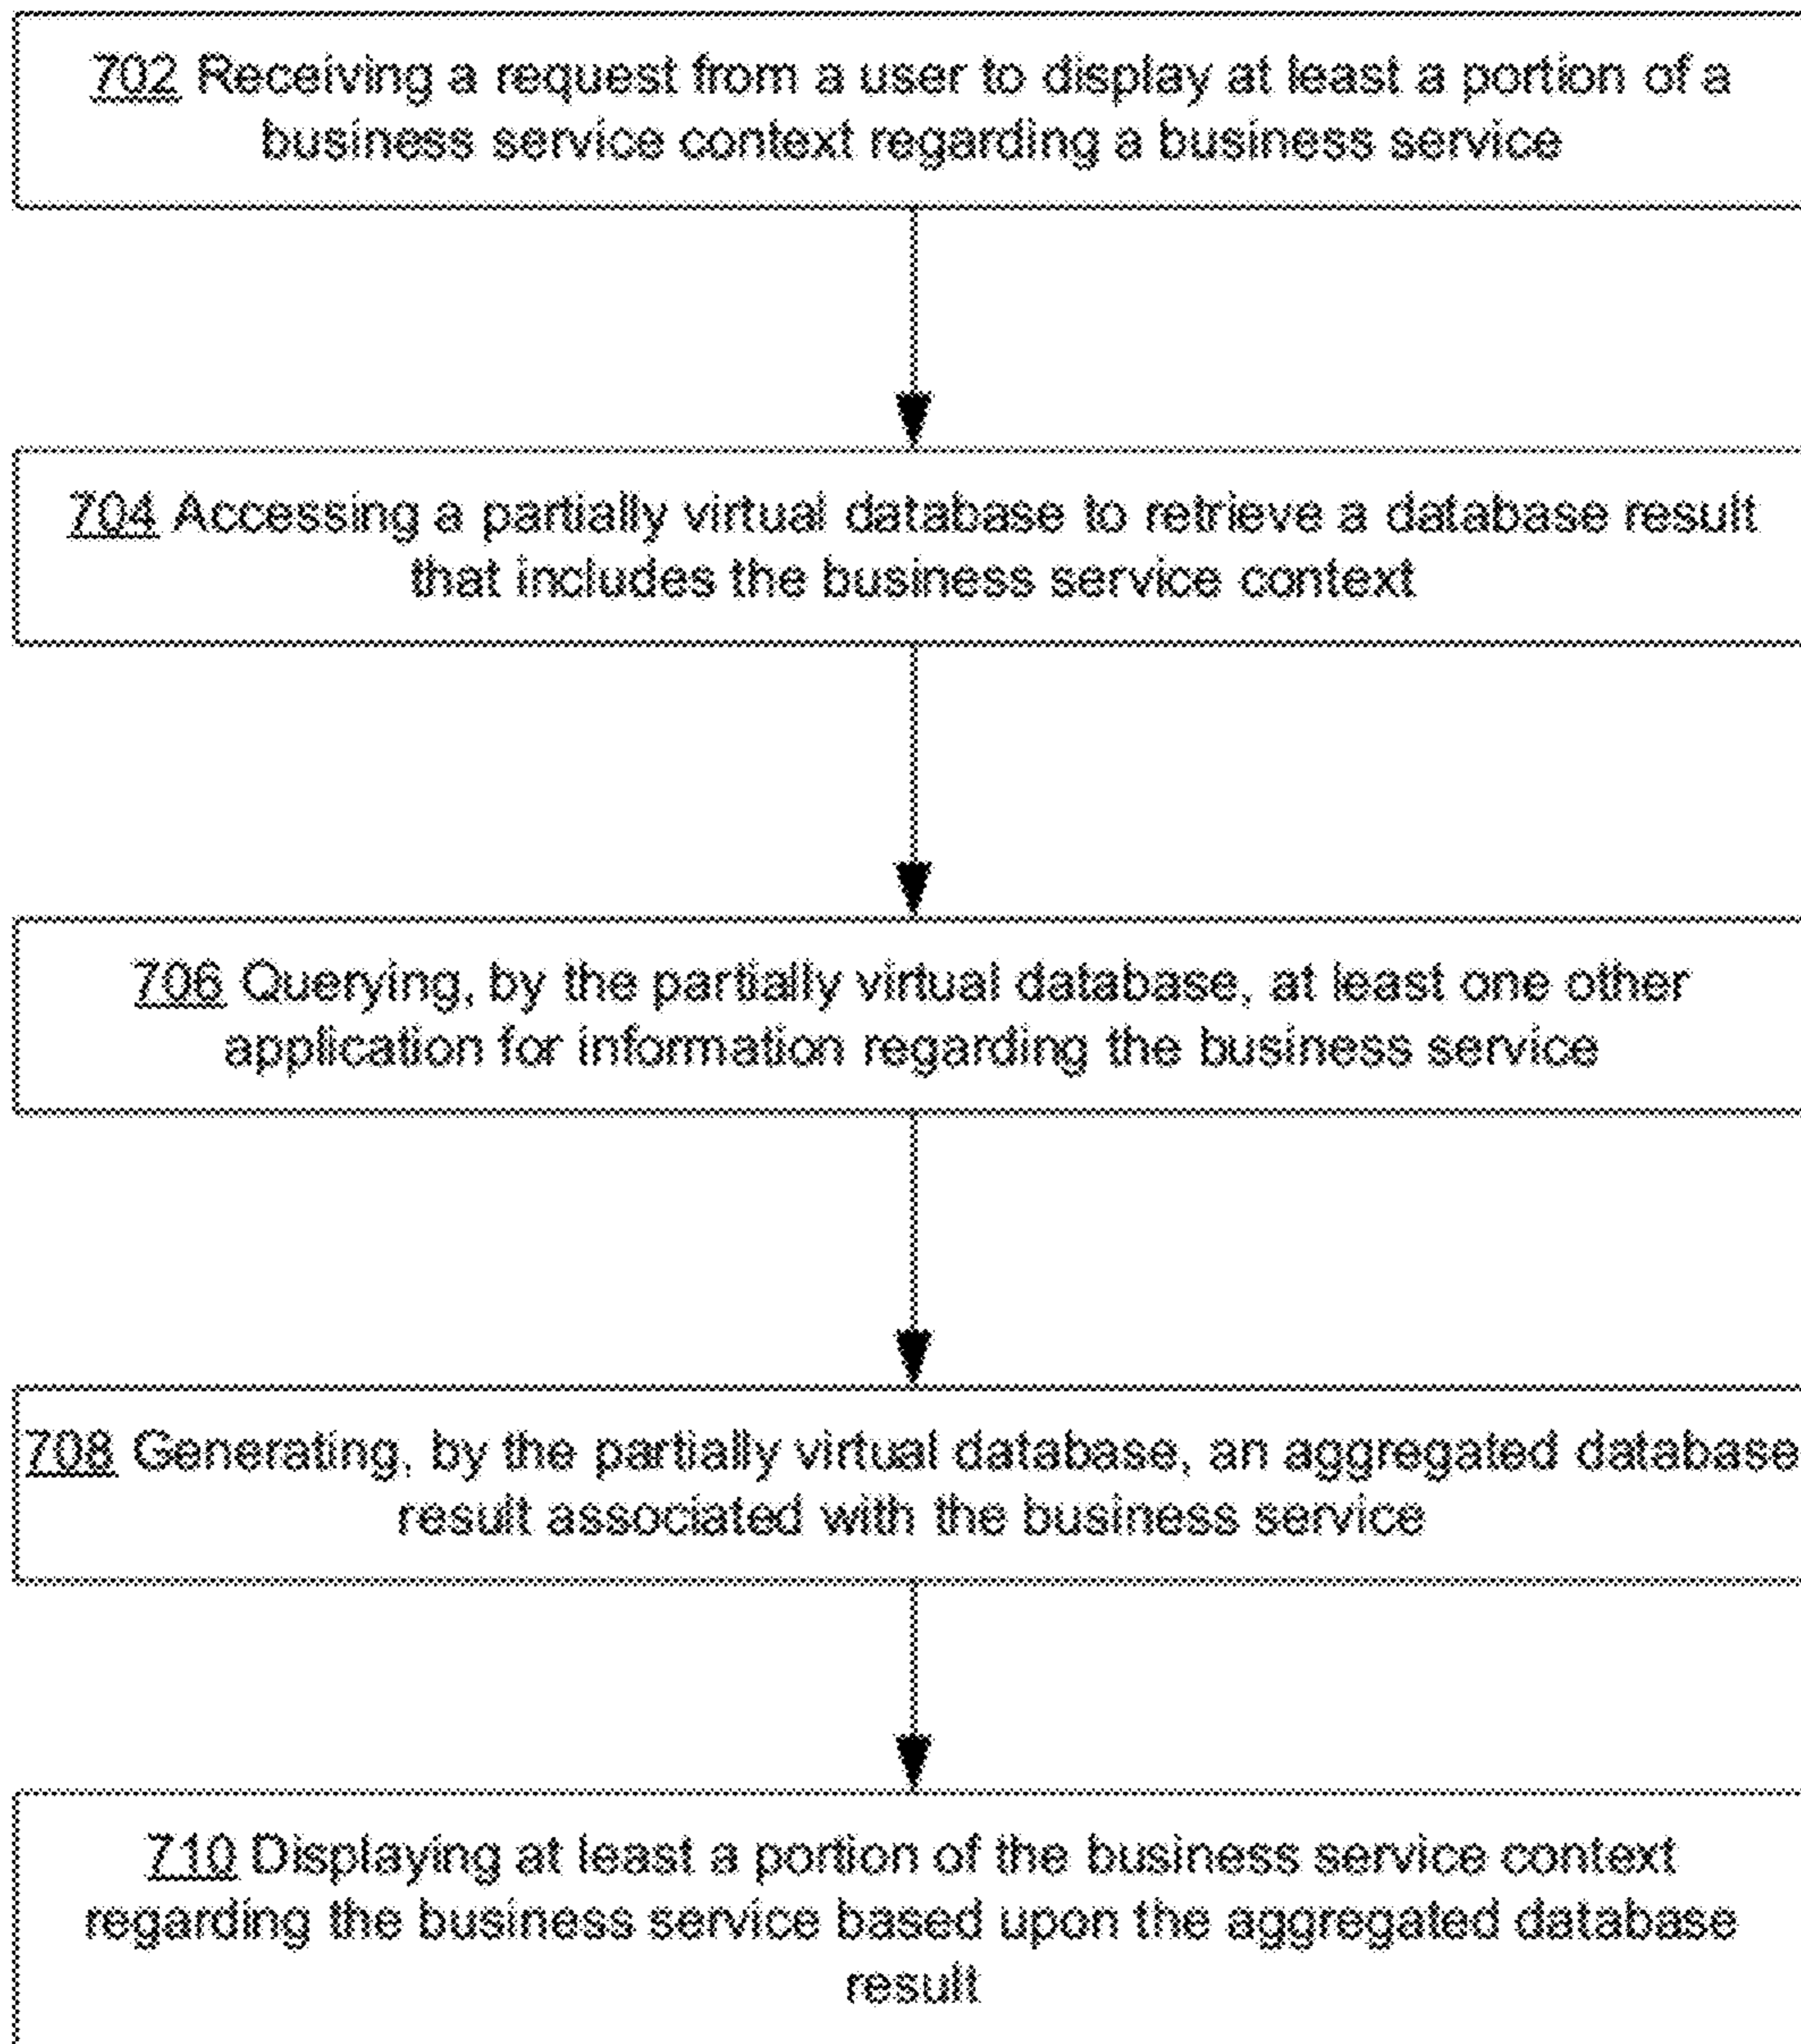 702 Receiving a request from a user to display at least a portion of a
business service context regarding a business service
704 Accessing a partially virtual database to retrieve a database result
that includes the business service context
706 Querying, by the partially virtual database, at least one other
application for information regarding the business service
708 Generating, by the partially virtual database, an aggregated database
result associated with the business service
710 Displaying at least a portion of the business service context
regarding the business service based upon the aggregated database
result